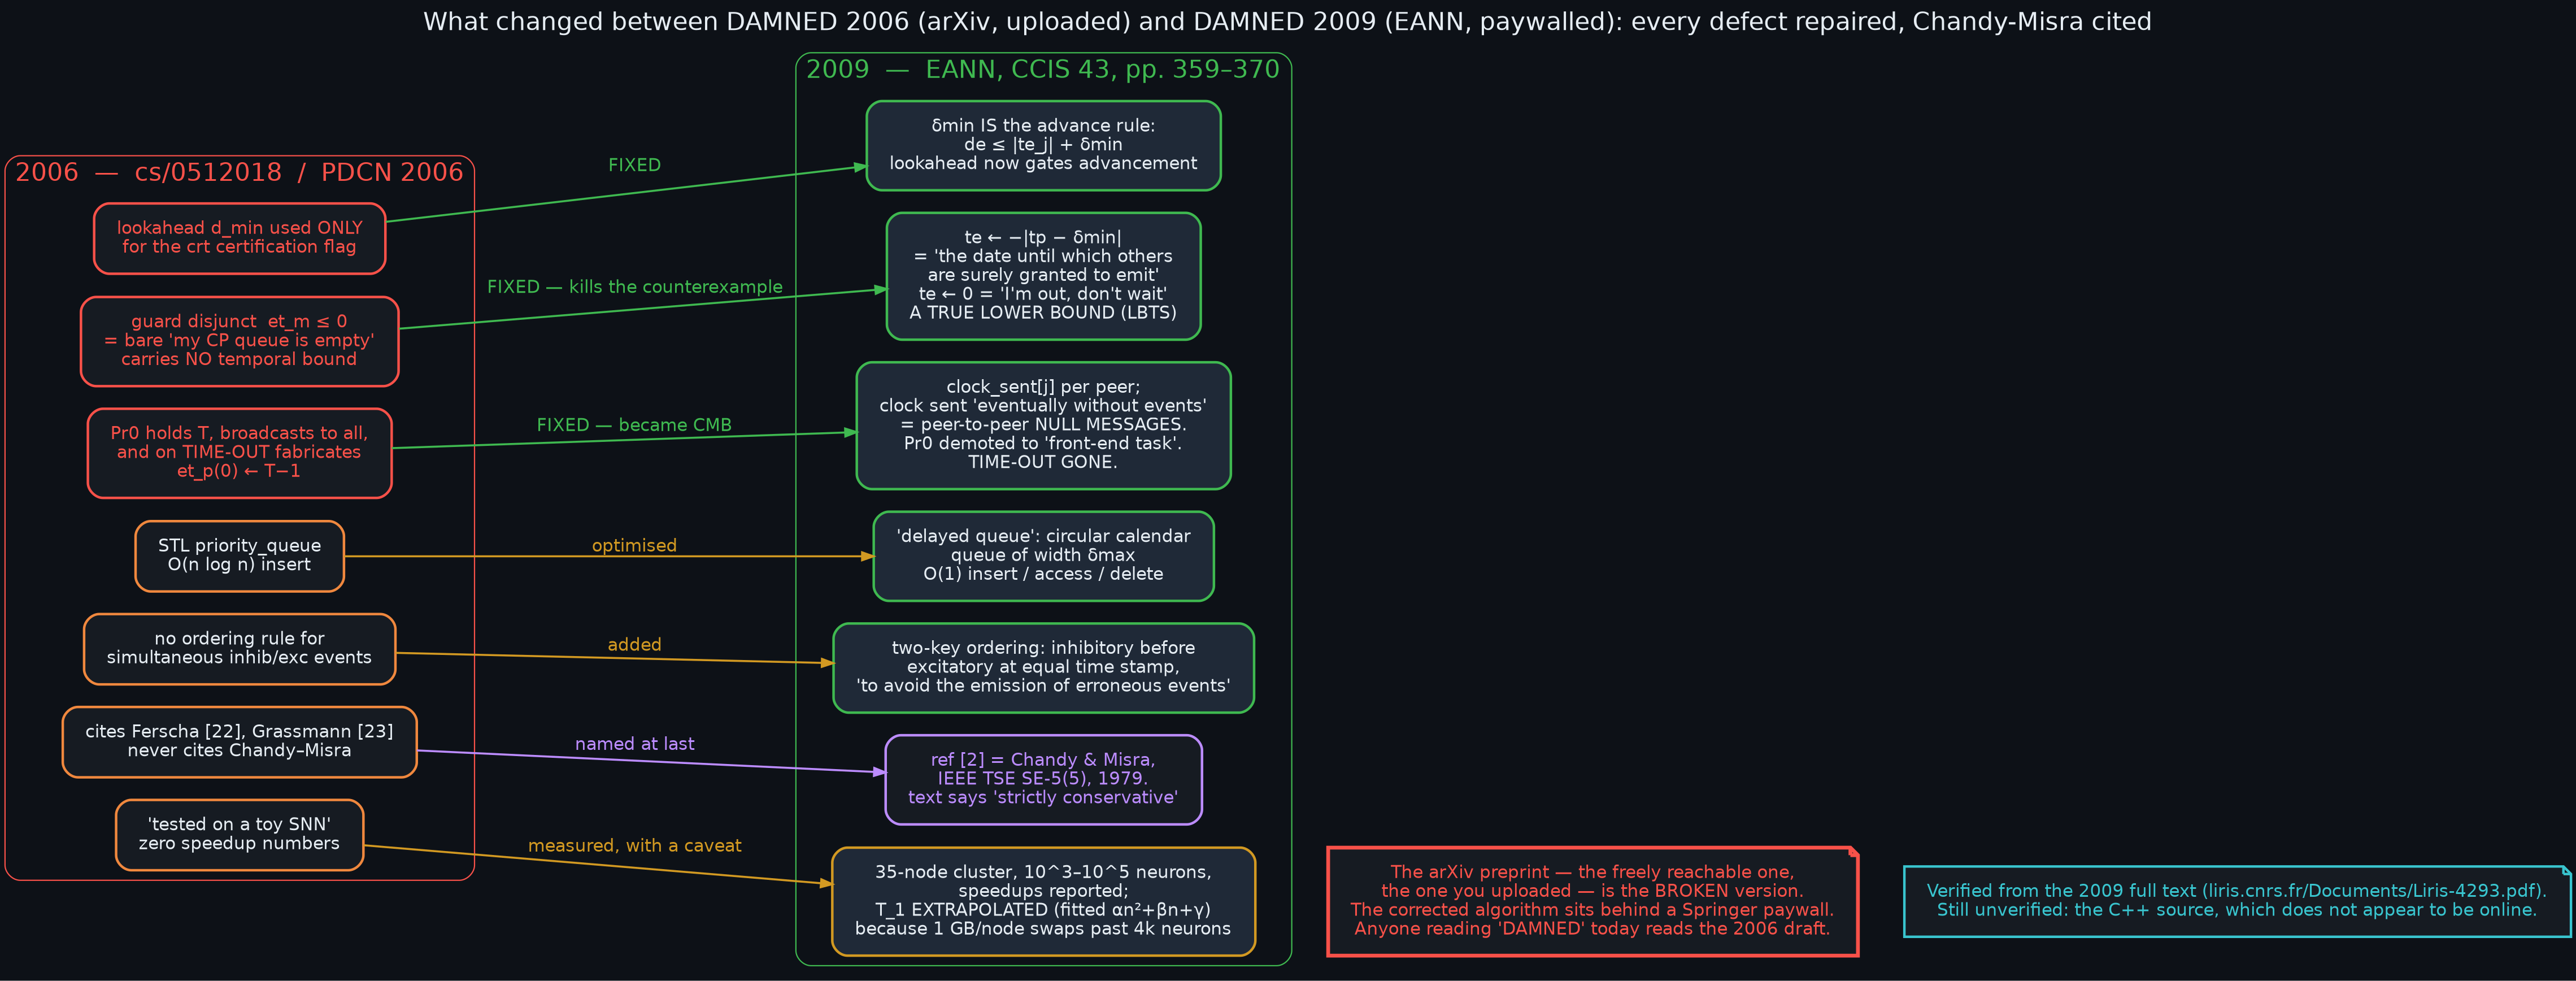 What changed between DAMNED 2006 (arXiv, uploaded) and DAMNED 2009 (EANN, paywalled): every defect repaired, Chandy-Misra cited
2006 — cs/0512018 / PDCN 2006
lookahead d_min used ONLY
for the crt certification flag
guard disjunct et_m ≤ 0
= bare 'my CP queue is empty'
carries NO temporal bound
Pr0 holds T, broadcasts to all,
and on TIME-OUT fabricates
et_p(0) ← T−1
STL priority_queue
O(n log n) insert
no ordering rule for
simultaneous inhib/exc events
cites Ferscha [22], Grassmann [23]
never cites Chandy–Misra
'tested on a toy SNN'
zero speedup numbers
FIXED
FIXED — kills the counterexample
FIXED — became CMB
optimised
added
named at last
measured, with a caveat
2009 — EANN, CCIS 43, pp. 359–370
δmin IS the advance rule:
de ≤ |te_j| + δmin
lookahead now gates advancement
te ← −|tp − δmin|
= 'the date until which others
are surely granted to emit'
te ← 0 = 'I'm out, don't wait'
A TRUE LOWER BOUND (LBTS)
clock_sent[j] per peer;
clock sent 'eventually without events'
= peer-to-peer NULL MESSAGES.
Pr0 demoted to 'front-end task'.
TIME-OUT GONE.
'delayed queue': circular calendar
queue of width δmax
O(1) insert / access / delete
two-key ordering: inhibitory before
excitatory at equal time stamp,
'to avoid the emission of erroneous events'
ref [2] = Chandy & Misra,
IEEE TSE SE-5(5), 1979.
text says 'strictly conservative'
35-node cluster, 10^3–10^5 neurons,
speedups reported;
T_1 EXTRAPOLATED (fitted αn²+βn+γ)
because 1 GB/node swaps past 4k neurons
The arXiv preprint — the freely reachable one,
the one you uploaded — is the BROKEN version.
The corrected algorithm sits behind a Springer paywall.
Anyone reading 'DAMNED' today reads the 2006 draft.
Verified from the 2009 full text (liris.cnrs.fr/Documents/Liris-4293.pdf).
Still unverified: the C++ source, which does not appear to be online.